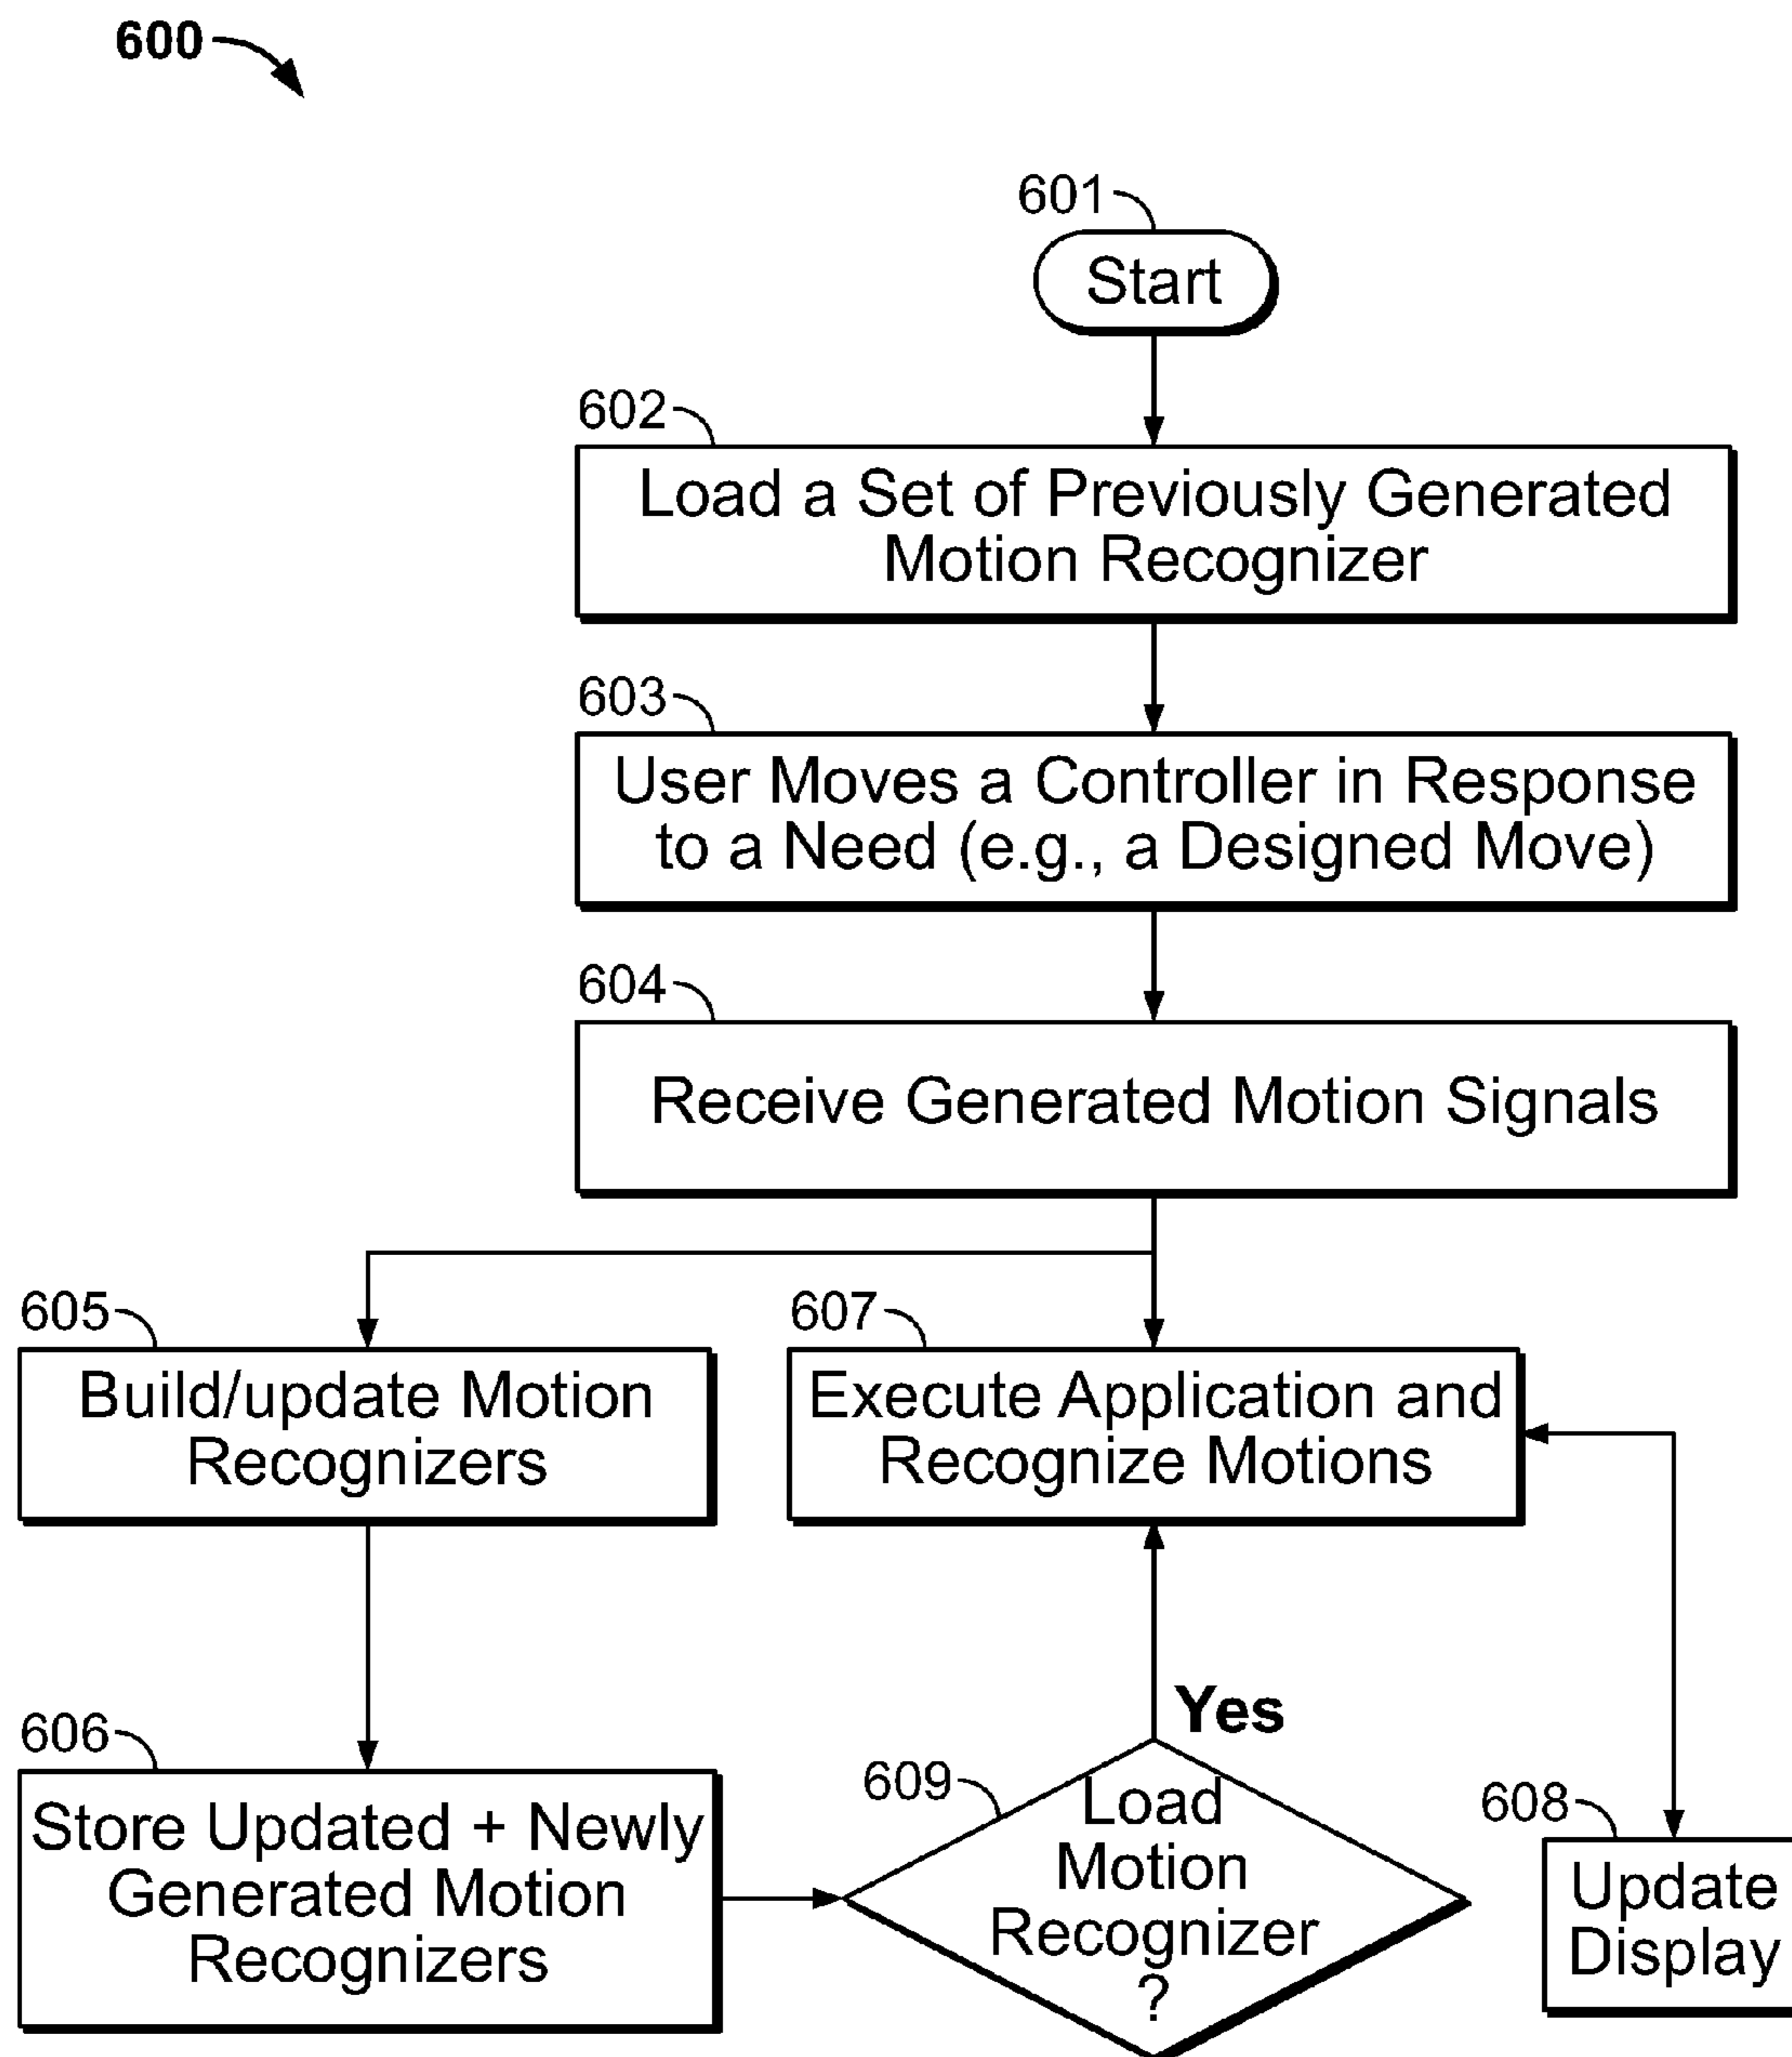 600
601
Start
602
Load a Set of Previously Generated
Motion Recognizer
603
User Moves a Controller in Response
to a Need (e.g., a Designed Move)
604
Receive Generated Motion Signals
605
Build/update Motion
Recognizers
607
Execute Application and
Recognize Motions
606
Store Updated + Newly
Generated Motion
Recognizers
Yes
609
Load
Motion
Recognizer
?
608
Update
Display